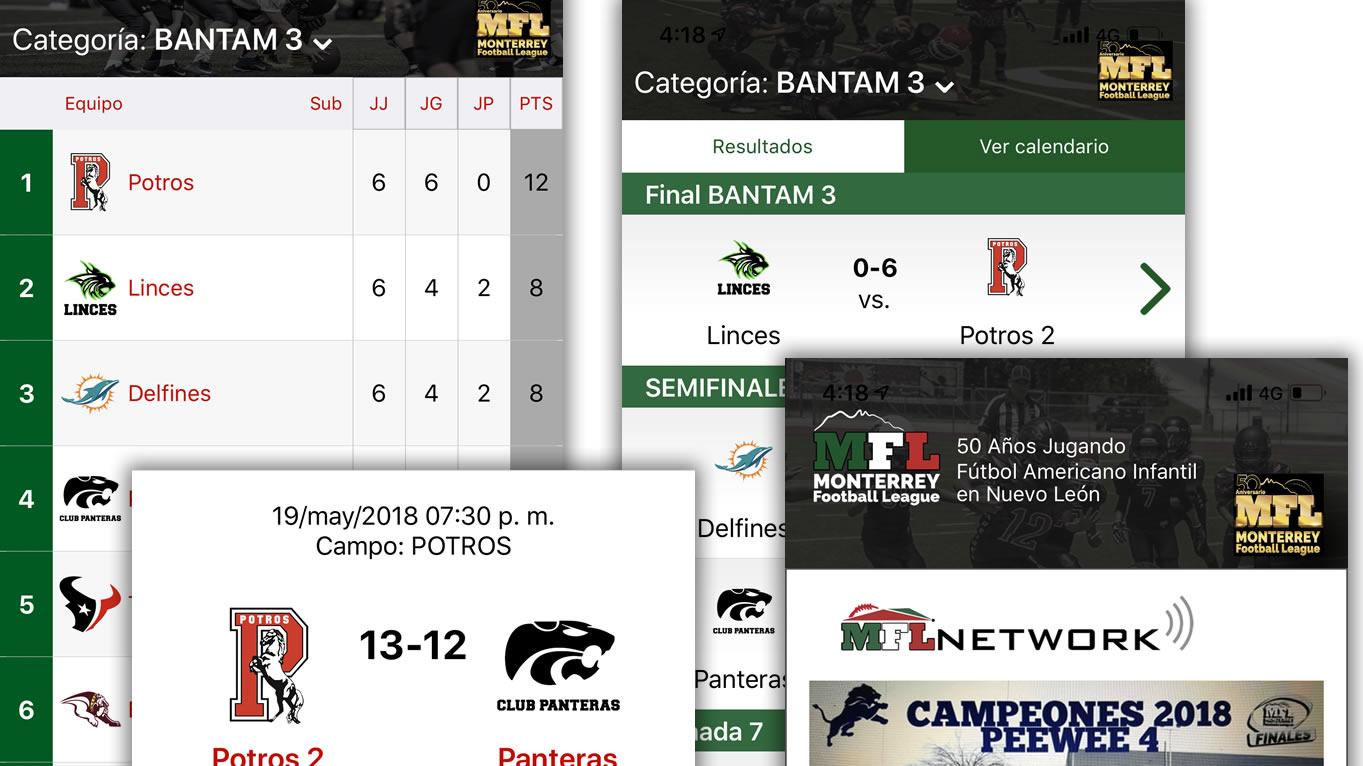 Categoría: BANTAM 3
50
Aniversario
MFL
MONTERREY
Football League
Equipo Sub JJ JG JP PTS
1 POTROS Potros 6 6 0 12
2 LINCES Linces 6 4 2 8
3 Delfines 6 4 2 8
4 CLUB PANTERAS
5
6
19/may/2018 07:30 p. m.
Campo: POTROS
POTROS
13-12
CLUB PANTERAS
Potros 2 Panteras
4:18 4G
Categoría: BANTAM 3
50
Aniversario
MFL
MONTERREY
Football League
Resultados Ver calendario
Final BANTAM 3
LINCES 0-6 POTROS
vs.
Linces Potros 2
SEMIFINALE
Delfines
CLUB PANTERAS
Panteras
nada 7
4:18 4G
MFL
MONTERREY
Football League
50 Años Jugando
Fútbol Americano Infantil
en Nuevo León
50
Aniversario
MFL
MONTERREY
Football League
MFL NETWORK
CAMPEONES 2018
PEEWEE 4
MFL
FINALES